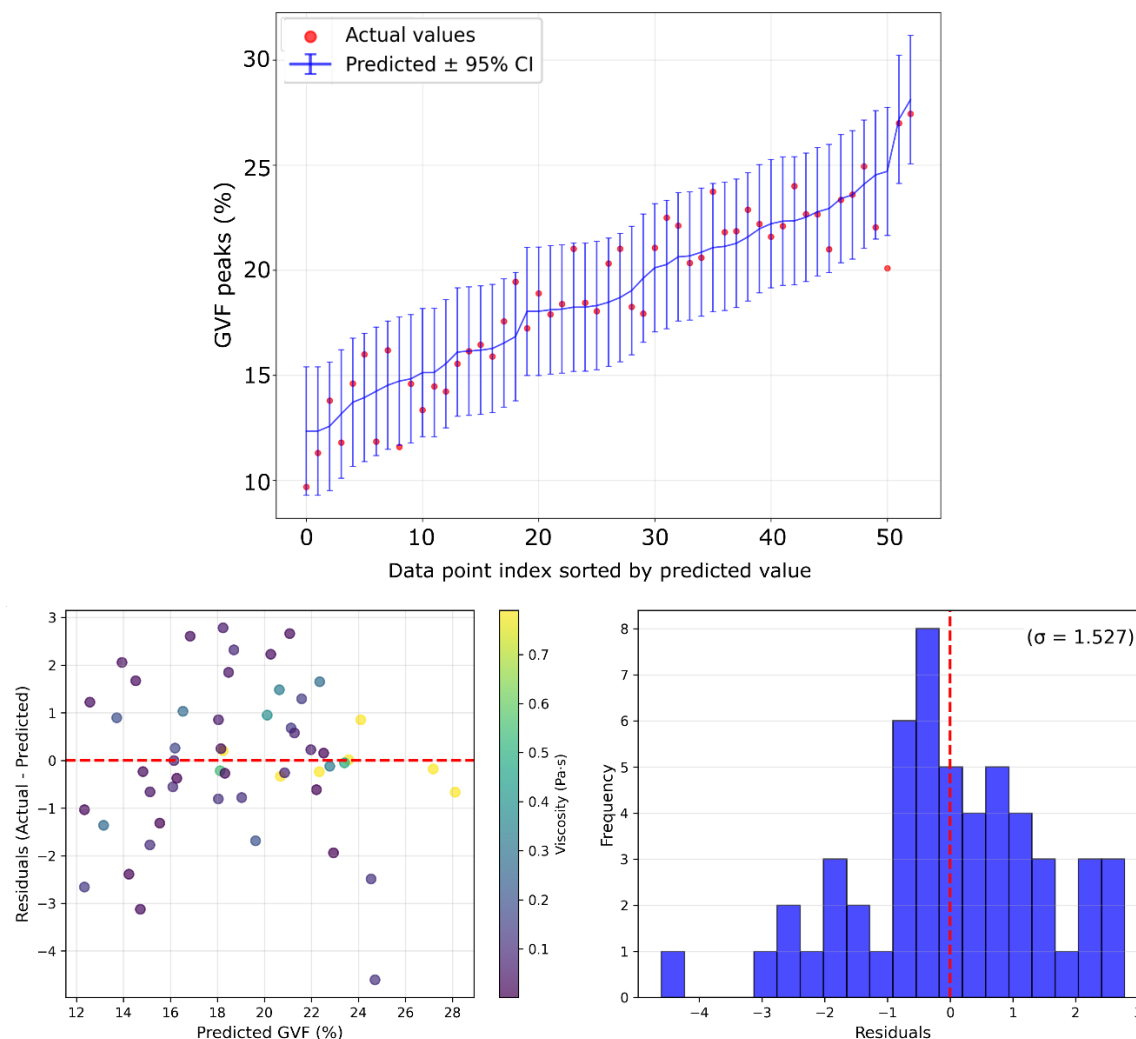 Actual values
Predicted ± 95% CI
GVF peaks (%)
30
25
20
15
10
0 10 20 30 40 50
Data point index sorted by predicted value
Residuals (Actual - Predicted)
3
2
1
0
−1
−2
−3
−4
12 14 16 18 20 22 24 26 28
Predicted GVF (%)
0.7
0.6
0.5
0.4
0.3
0.2
0.1
Viscosity (Pa·s)
(σ = 1.527)
Frequency
8
7
6
5
4
3
2
1
0
−4 −3 −2 −1 0 1 2
Residuals